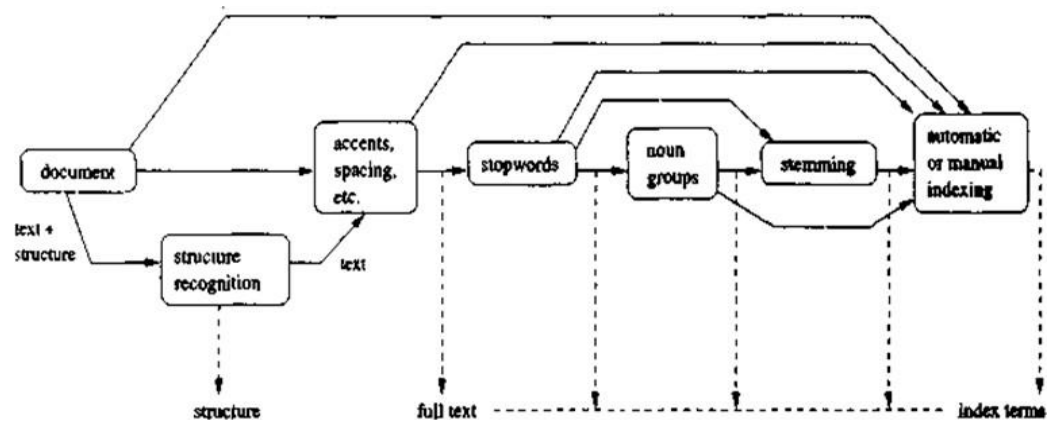 document
text +
structure
structure
recognition
text
accents,
spacing,
etc.
stopwords
noun
groups
stemming
automatic
or manual
indexing
structure
full text
index terms